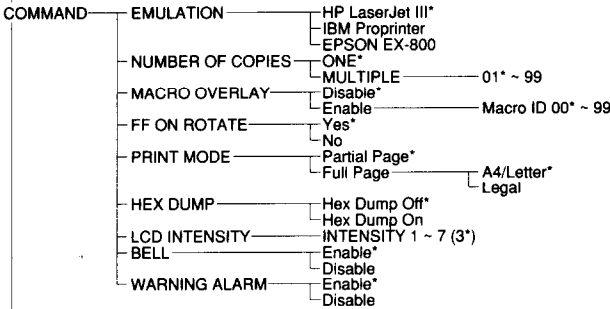 COMMAND EMULATION HP LaserJet III*
IBM Proprinter
EPSON EX-800
NUMBER OF COPIES ONE*
MULTIPLE 01* ~ 99
MACRO OVERLAY Disable*
Enable Macro ID 00* ~ 99
FF ON ROTATE Yes*
No
PRINT MODE Partial Page*
Full Page A4/Letter*
Legal
HEX DUMP Hex Dump Off*
Hex Dump On
LCD INTENSITY INTENSITY 1 ~ 7 (3*)
BELL Enable*
Disable
WARNING ALARM Enable*
Disable